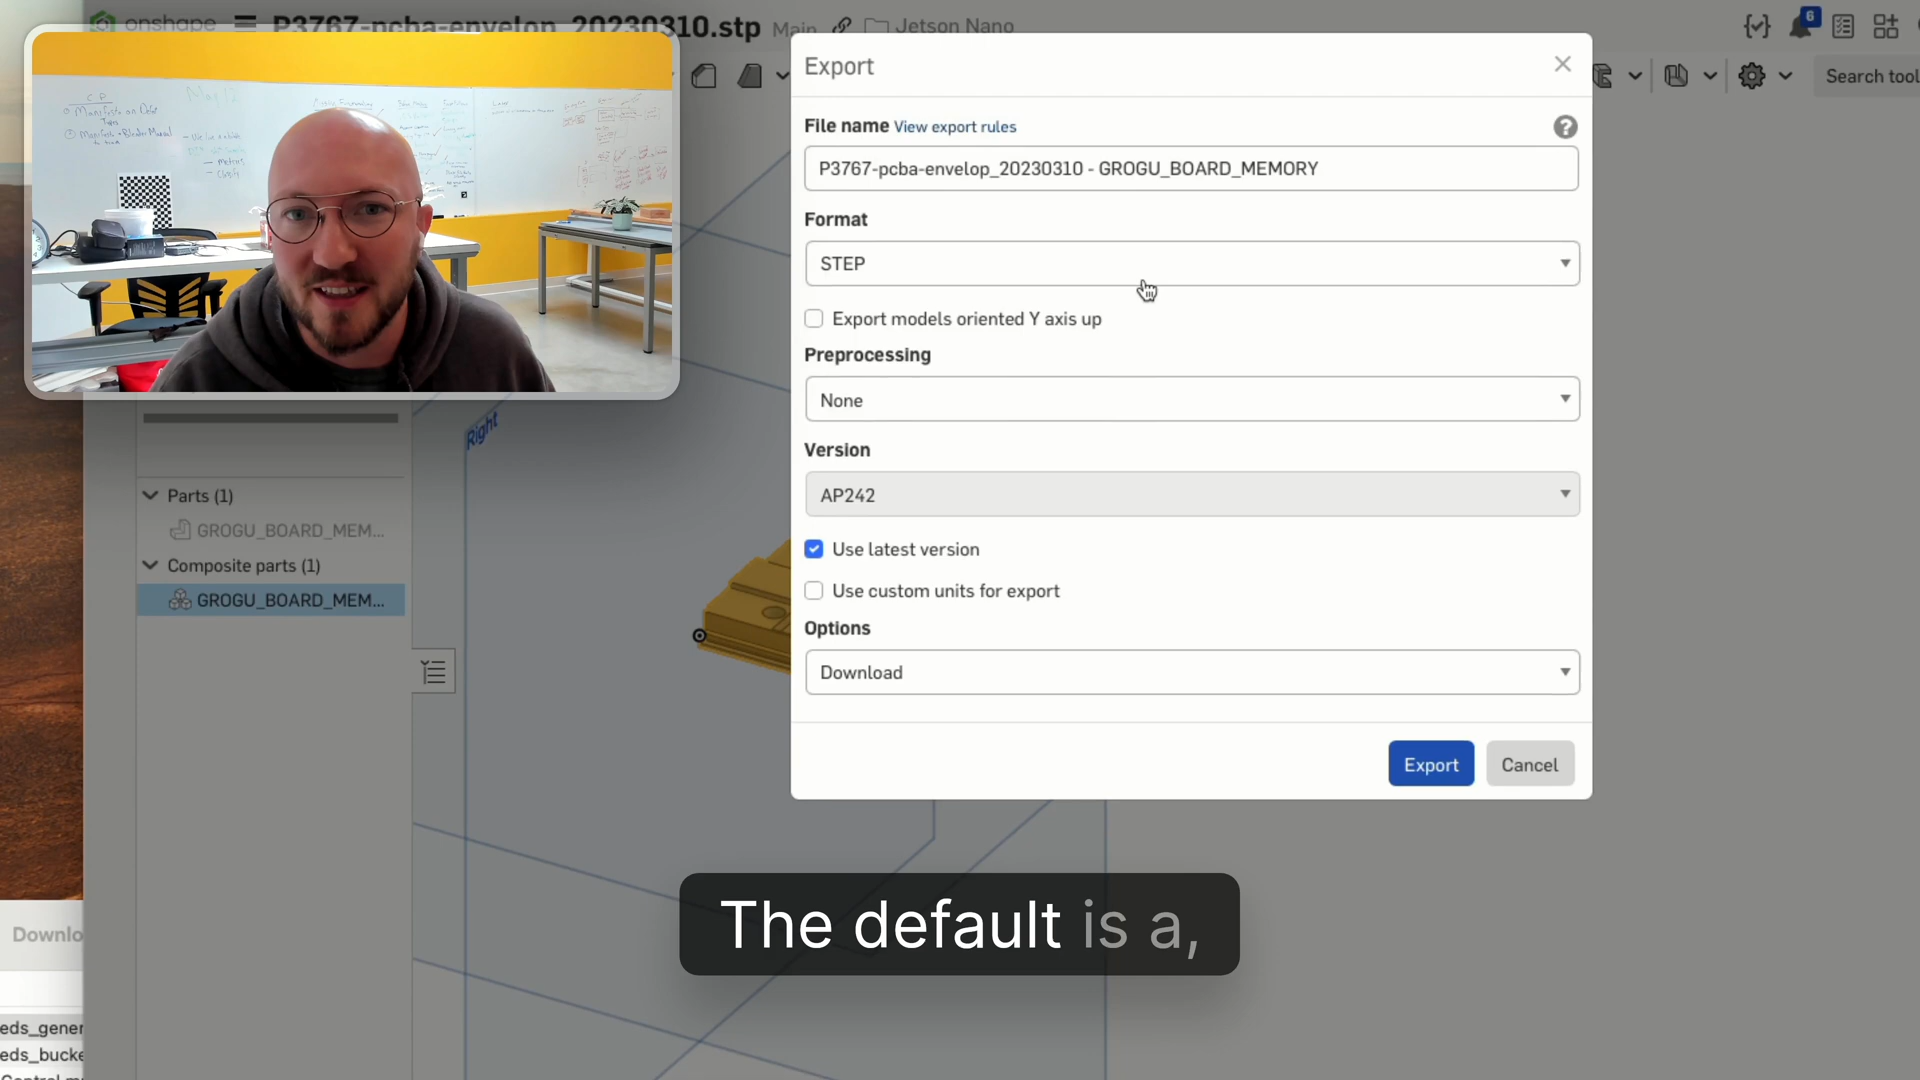 onshape
P3767-pcba-envelop_20230310.stp Main Jetson Nano
6
Search tool
Export
File name View export rules
P3767-pcba-envelop_20230310 - GROGU_BOARD_MEMORY
Format
STEP
Export models oriented Y axis up
Preprocessing
None
Version
AP242
Use latest version
Use custom units for export
Options
Download
Export Cancel
Right
Parts (1)
GROGU_BOARD_MEM...
Composite parts (1)
GROGU_BOARD_MEM...
The default is a,
Downlo
eds_gener
eds_bucke